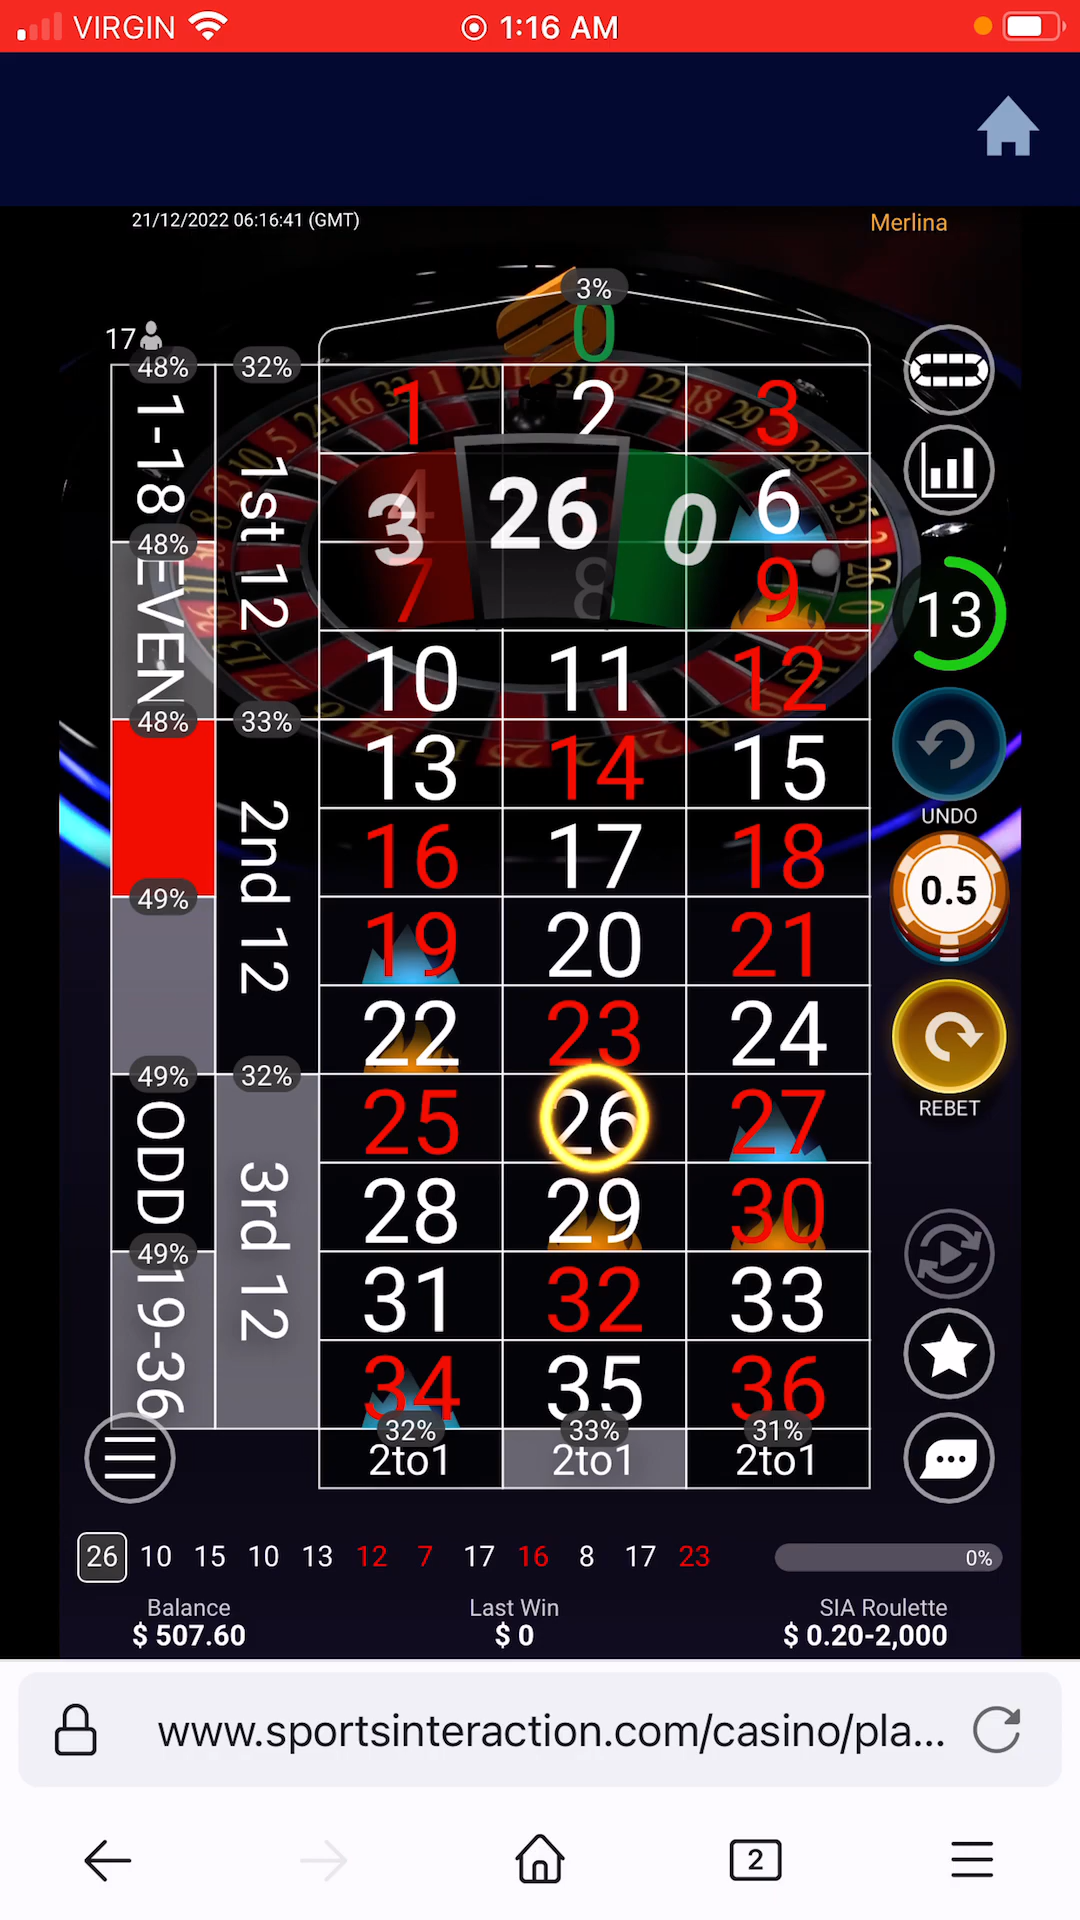 VIRGIN 1:16 AM
21/12/2022 06:16:41 (GMT) Merlina
3%
0
17
48% 32%
1-18 1st 12 1 2 3
4 5 6
3 26 0
48%
EVEN 7 8 9
13
10 11 12
48% 33%
13 14 15
UNDO
2nd 12 16 17 18
0.5
49%
19 20 21
22 23 24
49% 32%
REBET
ODD 3rd 12 25 26 27
28 29 30
49%
19-36 31 32 33
34 35 36
32% 33% 31%
2to1 2to1 2to1
26 10 15 10 13 12 7 17 16 8 17 23 0%
Balance Last Win SIA Roulette
$ 507.60 $ 0 $ 0.20-2,000
www.sportsinteraction.com/casino/pla...
2